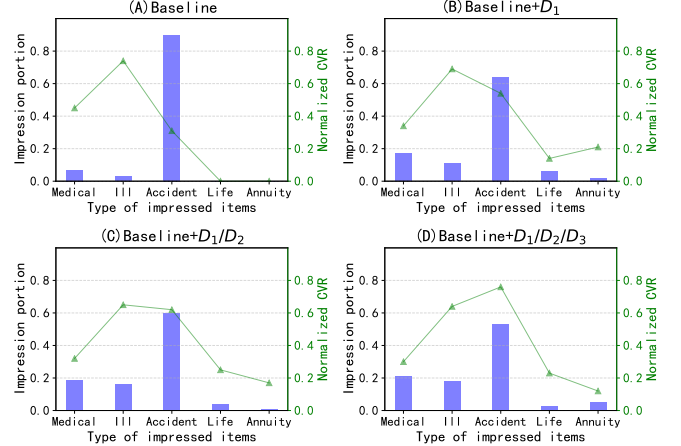 (A)Baseline
Impression portion
0.8
0.6
0.4
0.2
0.0
0.8
0.6
0.4
0.2
0.0
Normalized CVR
Medical Ill Accident Life Annuity
Type of impressed items
(B)Baseline+D₁
Impression portion
0.8
0.6
0.4
0.2
0.0
0.8
0.6
0.4
0.2
0.0
Normalized CVR
Medical Ill Accident Life Annuity
Type of impressed items
(C)Baseline+D₁/D₂
Impression portion
0.8
0.6
0.4
0.2
0.0
0.8
0.6
0.4
0.2
0.0
Normalized CVR
Medical Ill Accident Life Annuity
Type of impressed items
(D)Baseline+D₁/D₂/D₃
Impression portion
0.8
0.6
0.4
0.2
0.0
0.8
0.6
0.4
0.2
0.0
Normalized CVR
Medical Ill Accident Life Annuity
Type of impressed items